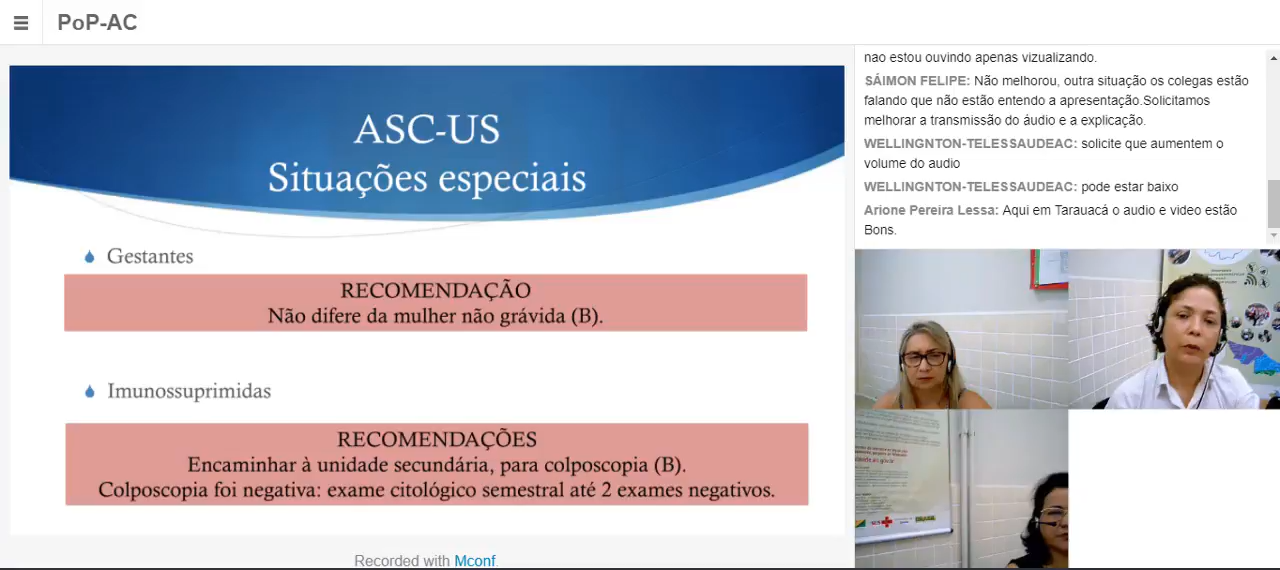 PoP-AC
ASC-US
Situações especiais
Gestantes
RECOMENDAÇÃO
Não difere da mulher não grávida (B).
Imunossuprimidas
RECOMENDAÇÕES
Encaminhar à unidade secundária, para colposcopia (B).
Colposcopia foi negativa: exame citológico semestral até 2 exames negativos.
Recorded with Mconf.
nao estou ouvindo apenas vizualizando.
SÁIMON FELIPE: Não melhorou, outra situação os colegas estão
falando que não estão entendo a apresentação.Solicitamos
melhorar a transmissão do áudio e a explicação.
WELLINGNTON-TELESSAUDEAC: solicite que aumentem o
volume do audio
WELLINGNTON-TELESSAUDEAC: pode estar baixo
Arione Pereira Lessa: Aqui em Tarauacá o audio e video estão
Bons.
SUS